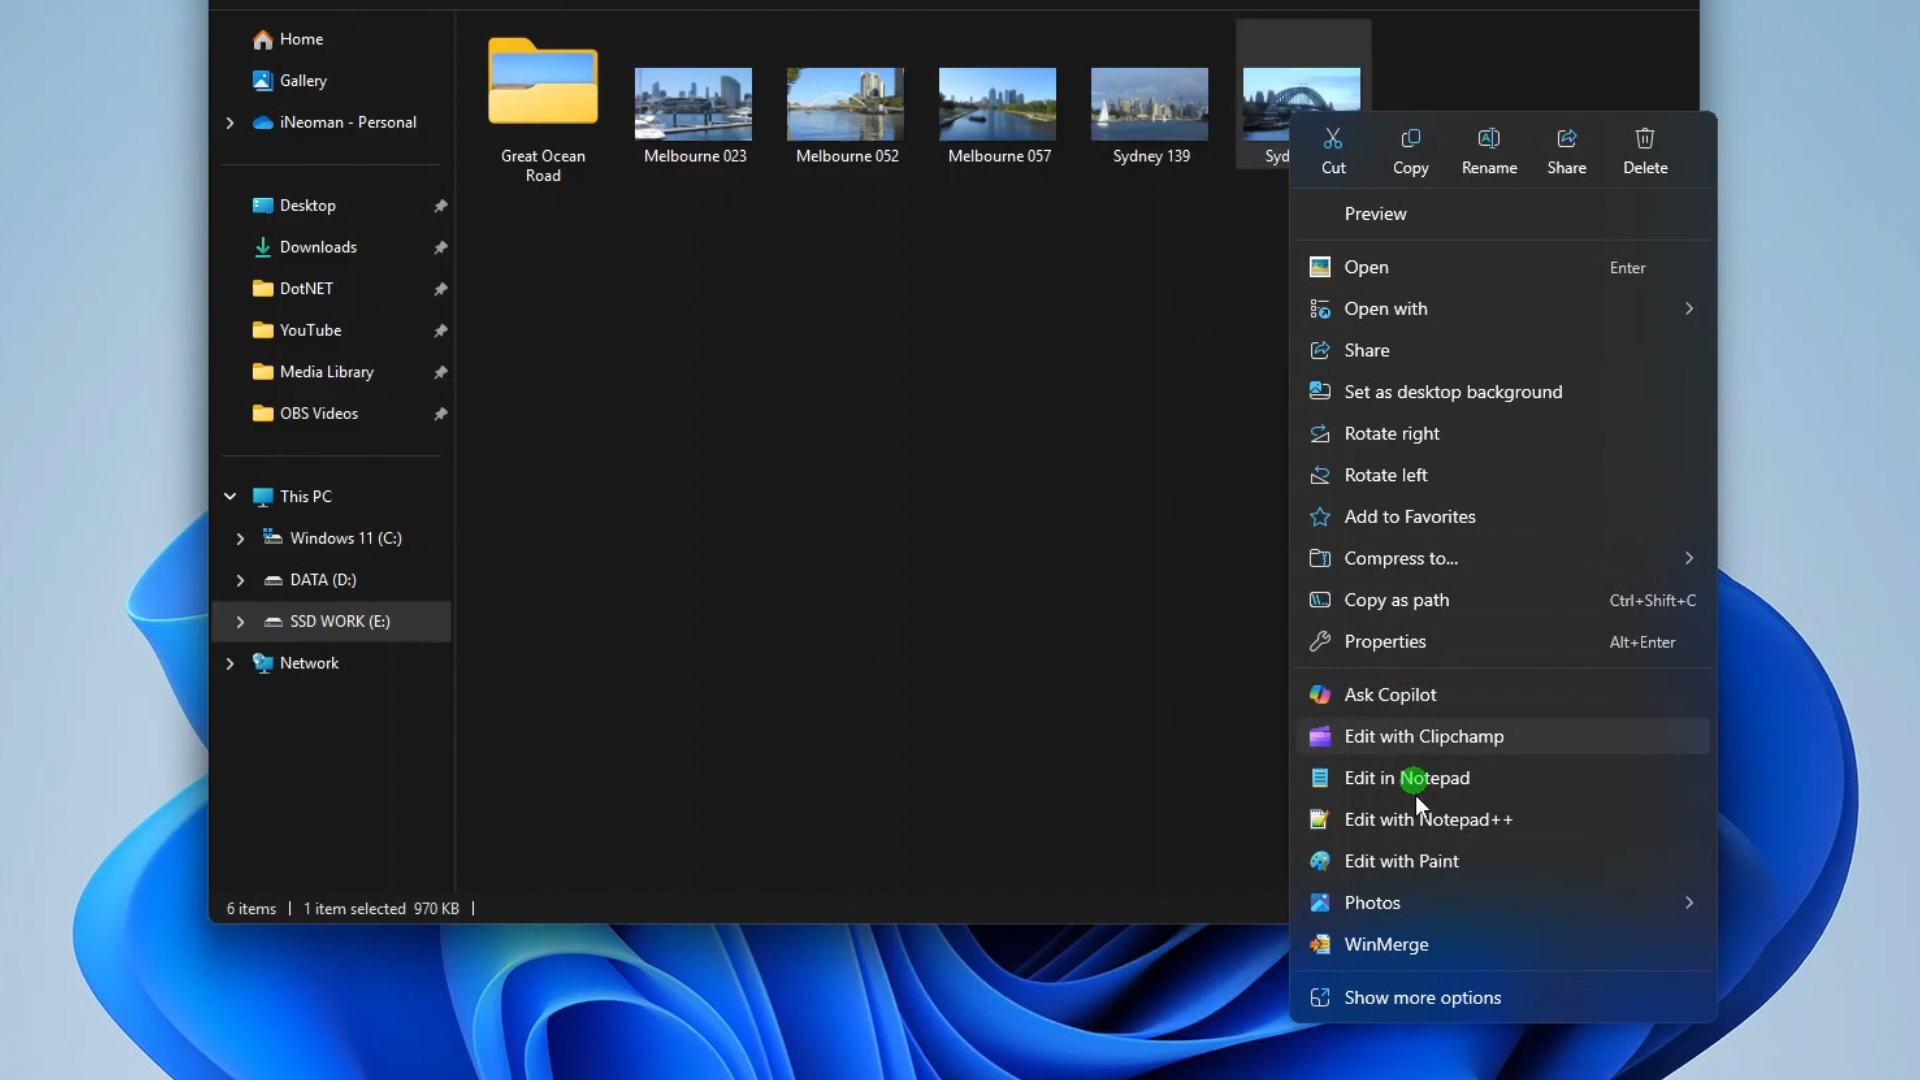 Home
Gallery
iNeoman - Personal
Desktop
Downloads
DotNET
YouTube
Media Library
OBS Videos
This PC
Windows 11 (C:)
DATA (D:)
SSD WORK (E:)
Network
Great Ocean
Road
Melbourne 023
Melbourne 052
Melbourne 057
Sydney 139
Syd
6 items
1 item selected 970 KB
Cut
Copy
Rename
Share
Delete
Preview
Open Enter
Open with
Share
Set as desktop background
Rotate right
Rotate left
Add to Favorites
Compress to...
Copy as path Ctrl+Shift+C
Properties Alt+Enter
Ask Copilot
Edit with Clipchamp
Edit in Notepad
Edit with Notepad++
Edit with Paint
Photos
WinMerge
Show more options